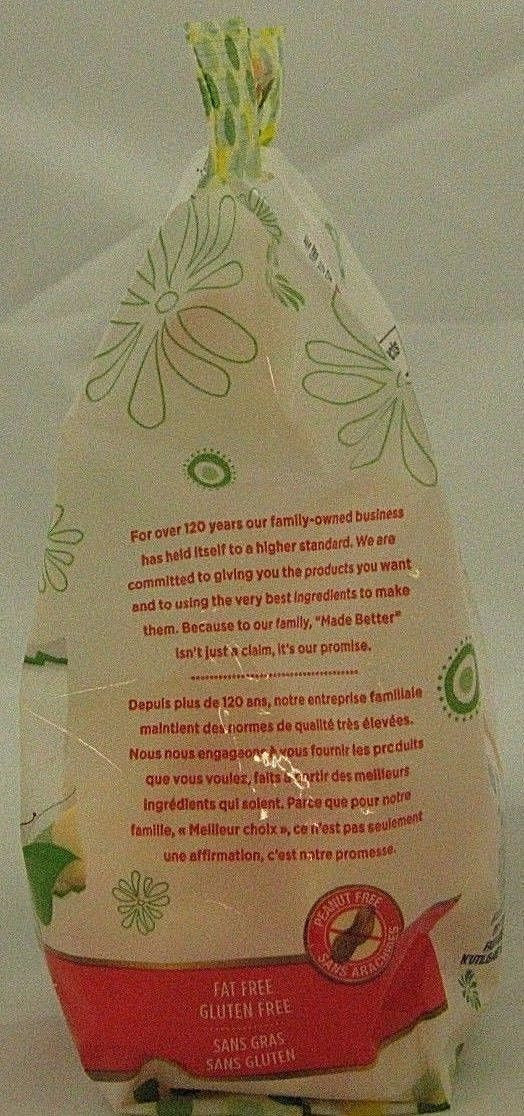 For over 120 years our family-owned business
has held itself to a higher standard. We are
committed to giving you the products you want
and to using the very best ingredients to make
them. Because to our family, "Made Better"
isn't just a claim, it's our promise.
Depuis plus de 120 ans, notre entreprise familiale
maintient des normes de qualité très élevées.
Nous nous engageons à vous fournir les produits
que vous voulez, faits à partir des meilleurs
ingrédients qui soient. Parce que pour notre
famille, « Meilleur choix », ce n'est pas seulement
une affirmation, c'est notre promesse.
PEANUT FREE
SANS ARACHIDES
FAT FREE
GLUTEN FREE
SANS GRAS
SANS GLUTEN